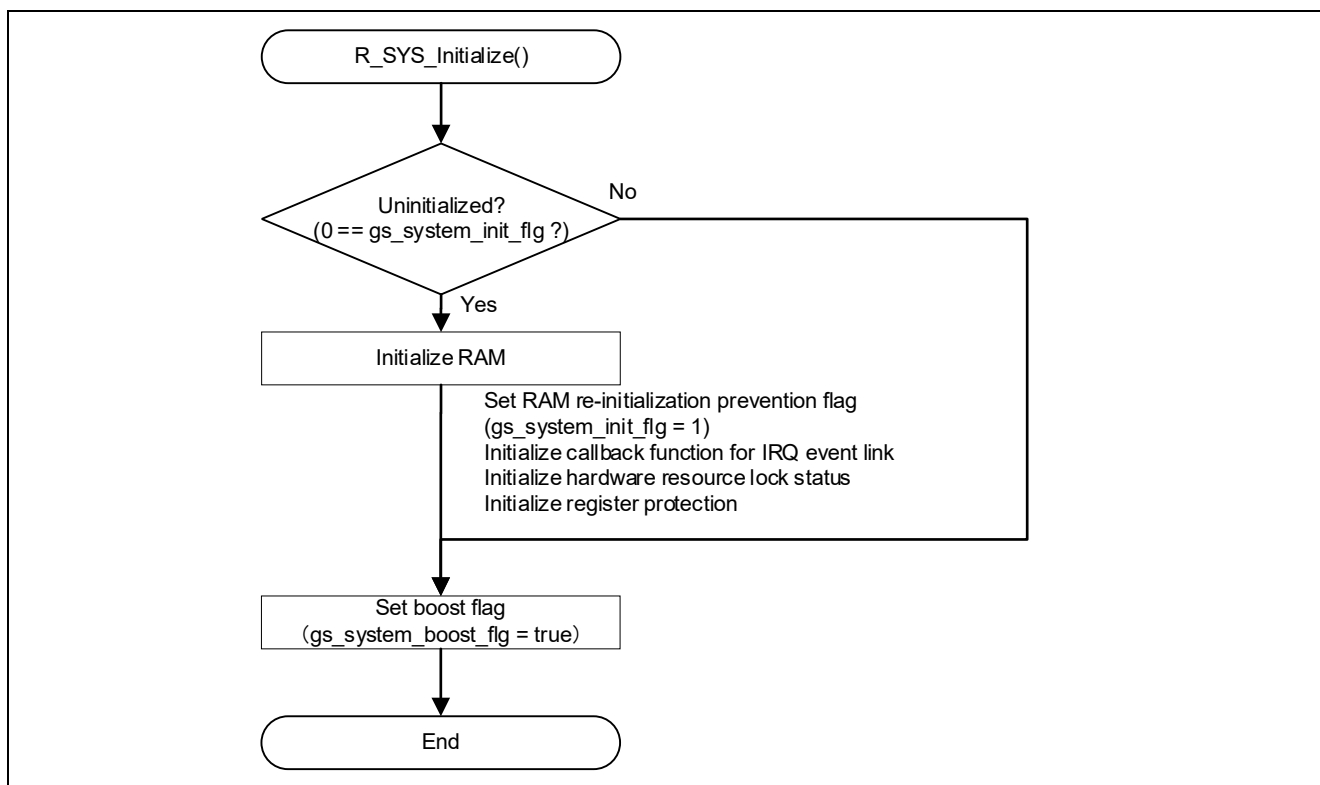 R_SYS_Initialize()
No
Uninitialized?
(0 == gs_system_init_flg ?)
Yes
Initialize RAM
Set RAM re-initialization prevention flag
(gs_system_init_flg = 1)
Initialize callback function for IRQ event link
Initialize hardware resource lock status
Initialize register protection
Set boost flag
（gs_system_boost_flg = true）
End